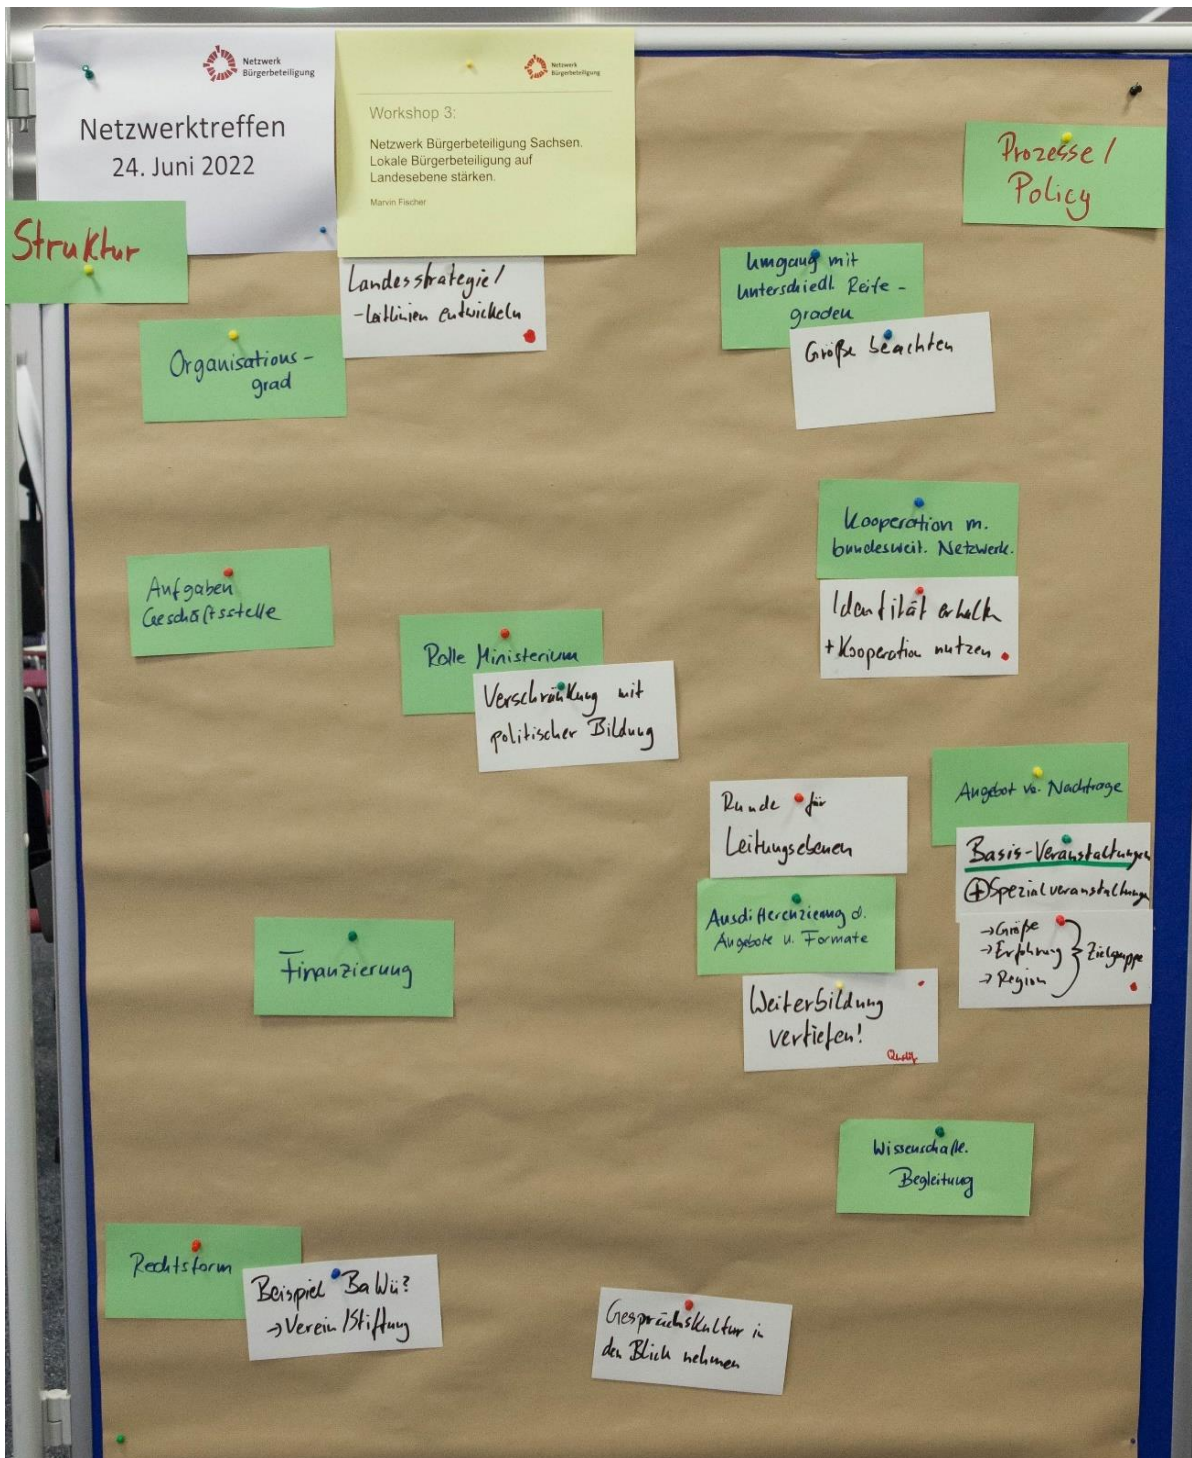 Netzwerk
Bürgerbeteiligung
Netzwerktreffen
24. Juni 2022
Netzwerk
Bürgerbeteiligung
Workshop 3:
Netzwerk Bürgerbeteiligung Sachsen.
Lokale Bürgerbeteiligung auf
Landesebene stärken.
Marvin Fischer
Struktur
Landesstrategie/
-leitlinien entwickeln
Organisations-
grad
Aufgaben
Geschäftsstelle
Rolle Ministerium
Verschränkung mit
politischer Bildung
Finanzierung
Rechtsform
Beispiel BaWü?
→Verein/Stiftung
Gesprächskultur in
den Blick nehmen
Prozesse/
Policy
Umgang mit
unterschiedl. Reife-
graden
Größe beachten
Kooperation m.
bundesweit. Netzwerk.
Identität erhalten
+ Kooperation nutzen
Angebot vs. Nachfrage
Basis-Veranstaltungen
+ Spezialveranstaltungen
→ Größe
→ Erfahrung } Zielgruppe
→ Region
Runde für
Leitungsebenen
Ausdifferenzierung d.
Angebote u. Formate
Weiterbildung
vertiefen!
Wissenschaftl.
Begleitung